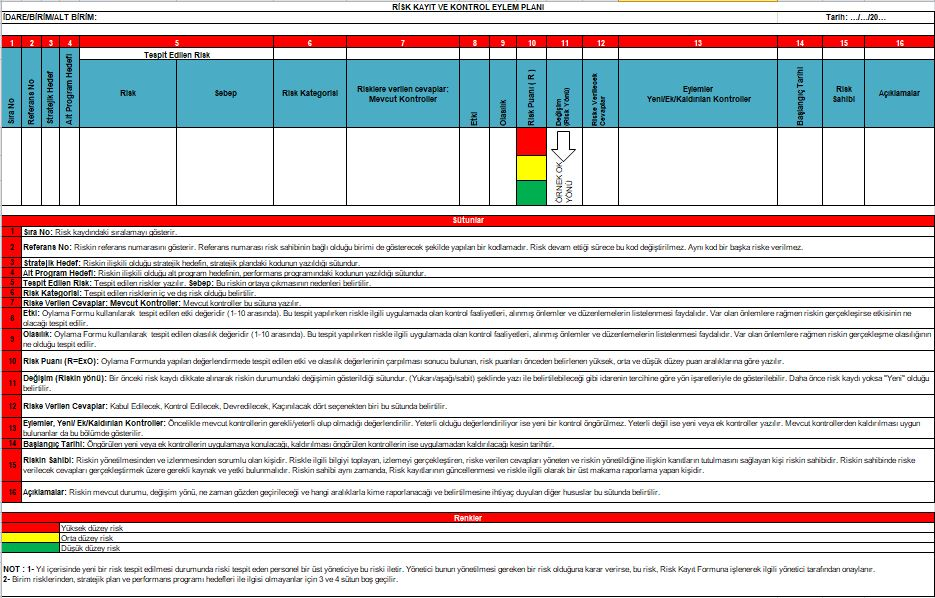 RİSK KAYIT VE KONTROL EYLEM PLANI
İDARE/BİRİM/ALT BİRİM:
Tarih: …/…/20…
1 2 3 4 5 6 7 8 9 10 11 12 13 14 15 16
Tespit Edilen Risk
Sıra No
Referans No
Stratejik Hedef
Alt Program Hedefi
Risk
Sebep
Risk Kategorisi
Risklere verilen cevaplar:
Mevcut Kontroller
Etki
Olasılık
Risk Puanı ( R )
Değişim
(Risk Yönü)
Riske Verilecek
Cevaplar
Eylemler
Yeni/Ek/Kaldırılan Kontroller
Başlangıç Tarihi
Risk
Sahibi
Açıklamalar
ÖRNEK OK
YÖNÜ
Sütunlar
1 Sıra No: Risk kaydındaki sıralamayı gösterir.
2 Referans No: Riskin referans numarasını gösterir. Referans numarası risk sahibinin bağlı olduğu birimi de gösterecek şekilde yapılan bir kodlamadır. Risk devam ettiği sürece bu kod değiştirilmez. Aynı kod bir başka riske verilmez.
3 Stratejik Hedef: Riskin ilişkili olduğu stratejik hedefin, stratejik plandaki kodunun yazıldığı sütundur.
4 Alt Program Hedefi: Riskin ilişkili olduğu alt program hedefinin, performans programındaki kodunun yazıldığı sütundur.
5 Tespit Edilen Risk: Tespit edilen riskler yazılır. Sebep: Bu riskin ortaya çıkmasının nedenleri belirtilir.
6 Risk Kategorisi: Tespit edilen risklerin iç ve dış risk olduğu belirtilir.
7 Riske Verilen Cevaplar: Mevcut Kontroller: Mevcut kontroller bu sütuna yazılır.
8 Etki: Oylama Formu kullanılarak tespit edilen etki değeridir (1-10 arasında). Bu tespit yapılırken riskle ilgili uygulamada olan kontrol faaliyetleri, alınmış önlemler ve düzenlemelerin listelenmesi faydalıdır. Var olan önlemlere rağmen riskin gerçekleşirse etkisinin ne
olacağı tespit edilir.
9 Olasılık: Oylama Formu kullanılarak tespit edilen olasılık değeridir (1-10 arasında). Bu tespit yapılırken riskle ilgili uygulamada olan kontrol faaliyetleri, alınmış önlemler ve düzenlemelerin listelenmesi faydalıdır. Var olan önlemlere rağmen riskin gerçekleşme olasılığının
ne olduğu tespit edilir.
10 Risk Puanı (R=ExO): Oylama Formunda yapılan değerlendirmede tespit edilen etki ve olasılık değerlerinin çarpılması sonucu bulunan, risk puanları önceden belirlenen yüksek, orta ve düşük düzey puan aralıklarına göre yazılır.
11 Değişim (Riskin yönü): Bir önceki risk kaydı dikkate alınarak riskin durumundaki değişimin gösterildiği sütundur. (Yukarı/aşağı/sabit) şeklinde yazı ile belirtilebileceği gibi idarenin tercihine göre yön işaretleriyle de gösterilebilir. Daha önce risk kaydı yoksa "Yeni" olduğu
belirtilir.
12 Riske Verilen Cevaplar: Kabul Edilecek, Kontrol Edilecek, Devredilecek, Kaçınılacak dört seçenekten biri bu sütunda belirtilir.
13 Eylemler, Yeni/ Ek/Kaldırılan Kontroller: Öncelikle mevcut kontrollerin gerekli/yeterli olup olmadığı değerlendirilir. Yeterli olduğu değerlendiriliyor ise yeni bir kontrol öngörülmez. Yeterli değil ise yeni veya ek kontroller yazılır. Mevcut kontrollerden kaldırılması uygun
bulunanlar da bu bölümde gösterilir.
14 Başlangıç Tarihi: Öngörülen yeni veya ek kontrollerin uygulamaya konulacağı, kaldırılması öngörülen kontrollerin ise uygulamadan kaldırılacağı kesin tarihtir.
15 Riskin Sahibi: Riskin yönetilmesinden ve izlenmesinden sorumlu olan kişidir. Riskle ilgili bilgiyi toplayan, izlemeyi gerçekleştiren, riske verilen cevapları yöneten ve riskin yönetildiğine ilişkin kanıtların tutulmasını sağlayan kişi riskin sahibidir. Riskin sahibinde riske
verilecek cevapları gerçekleştirmek üzere gerekli kaynak ve yetki bulunmalıdır. Riskin sahibi aynı zamanda, Risk kayıtlarının güncellenmesi ve riskle ilgili olarak bir üst makama raporlama yapan kişidir.
16 Açıklamalar: Riskin mevcut durumu, değişim yönü, ne zaman gözden geçirileceği ve hangi aralıklarla kime raporlanacağı ve belirtilmesine ihtiyaç duyulan diğer hususlar bu sütunda belirtilir.
Renkler
Yüksek düzey risk
Orta düzey risk
Düşük düzey risk
NOT : 1- Yıl içerisinde yeni bir risk tespit edilmesi durumunda riski tespit eden personel bir üst yöneticiye bu riski iletir. Yönetici bunun yönetilmesi gereken bir risk olduğuna karar verirse, bu risk, Risk Kayıt Formuna işlenerek ilgili yönetici tarafından onaylanır.
2- Birim risklerinden, stratejik plan ve performans programı hedefleri ile ilgisi olmayanlar için 3 ve 4 sütun boş geçilir.